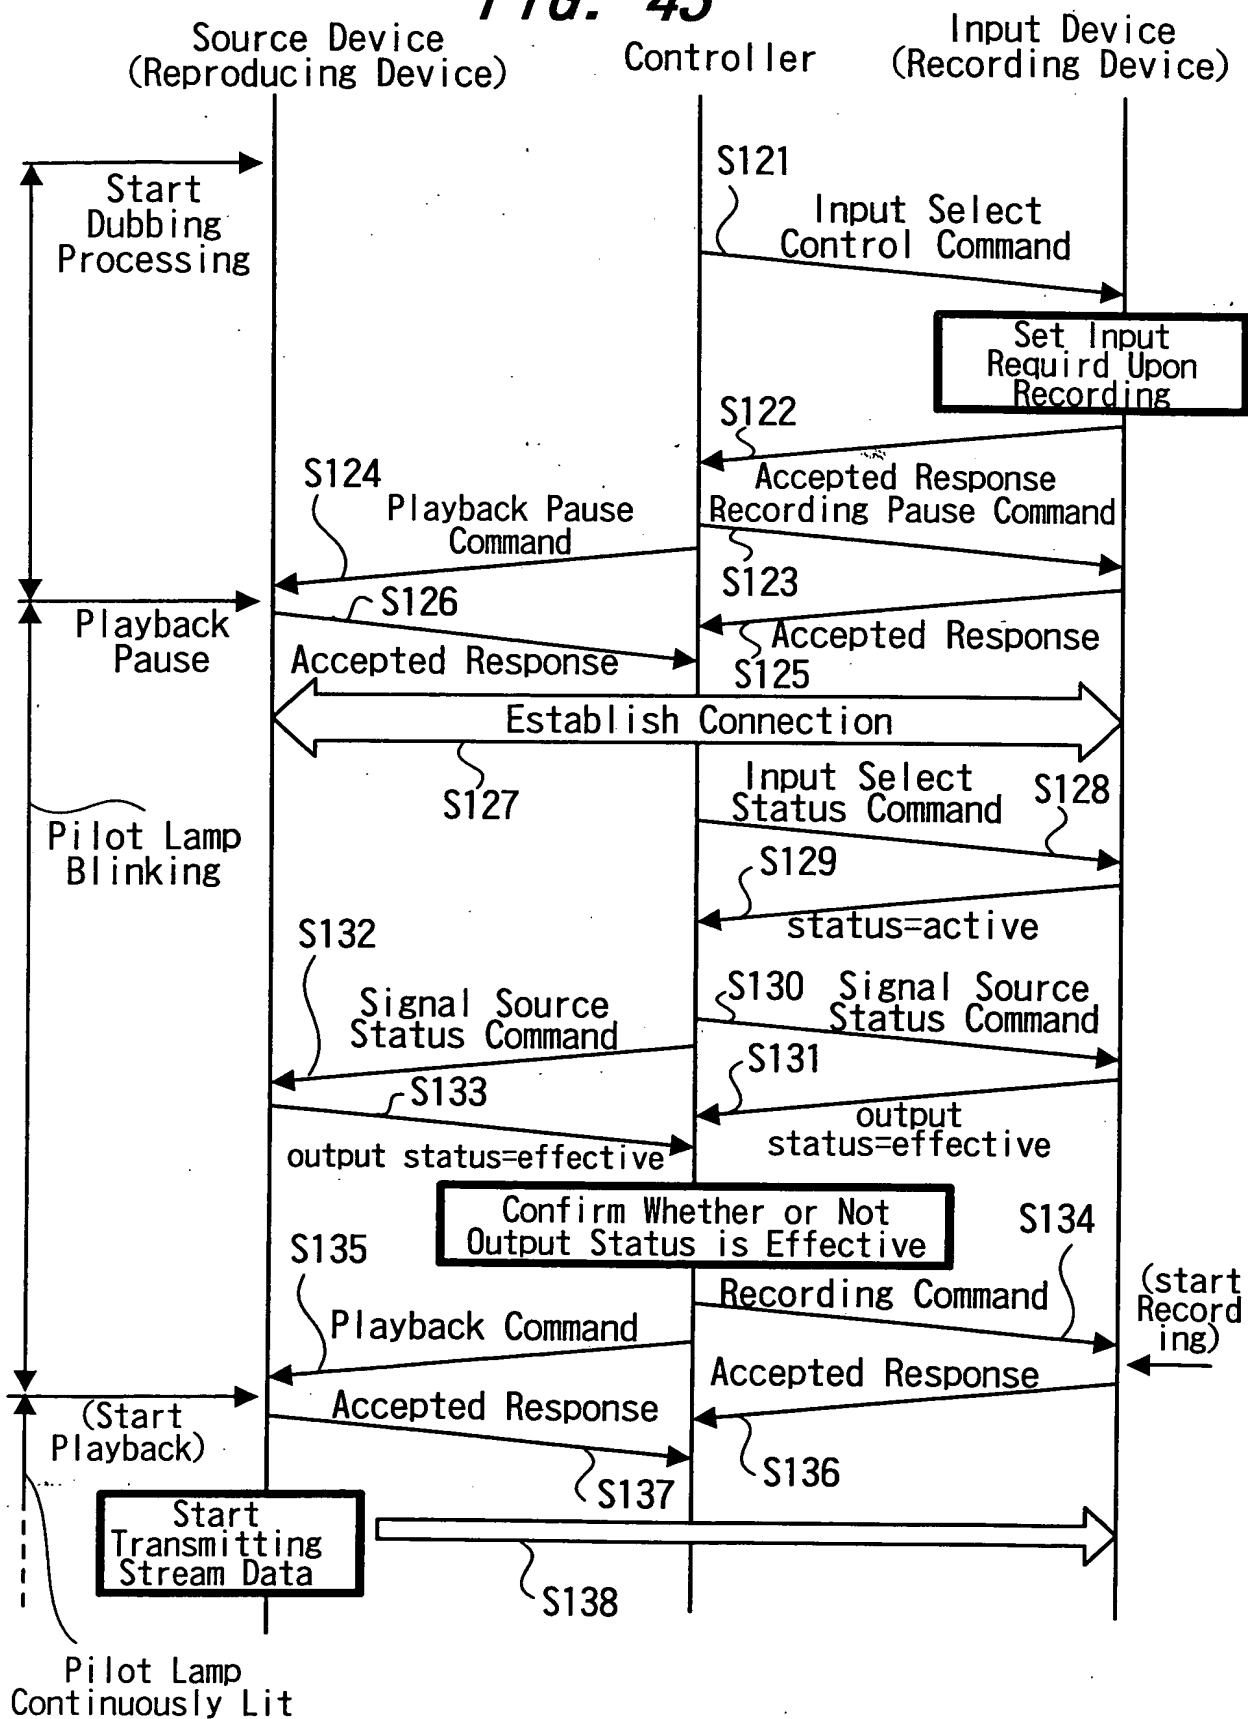 FIG. 45
Source Device
(Reproducing Device)
Controller
Input Device
(Recording Device)
Start
Dubbing
Processing
S121
Input Select
Control Command
Set Input
Requird Upon
Recording
S122
Accepted Response
S124
Playback Pause
Command
Recording Pause Command
S123
S126
Playback
Pause
Accepted Response
Accepted Response
S125
Establish Connection
S127
Input Select
Status Command
S128
Pilot Lamp
Blinking
S129
status=active
S132
Signal Source
Status Command
S130
Signal Source
Status Command
S131
S133
output
status=effective
output status=effective
Confirm Whether or Not
Output Status is Effective
S134
S135
Recording Command
(start
Record
ing)
Playback Command
Accepted Response
(Start
Playback)
Accepted Response
S136
S137
Start
Transmitting
Stream Data
S138
Pilot Lamp
Continuously Lit